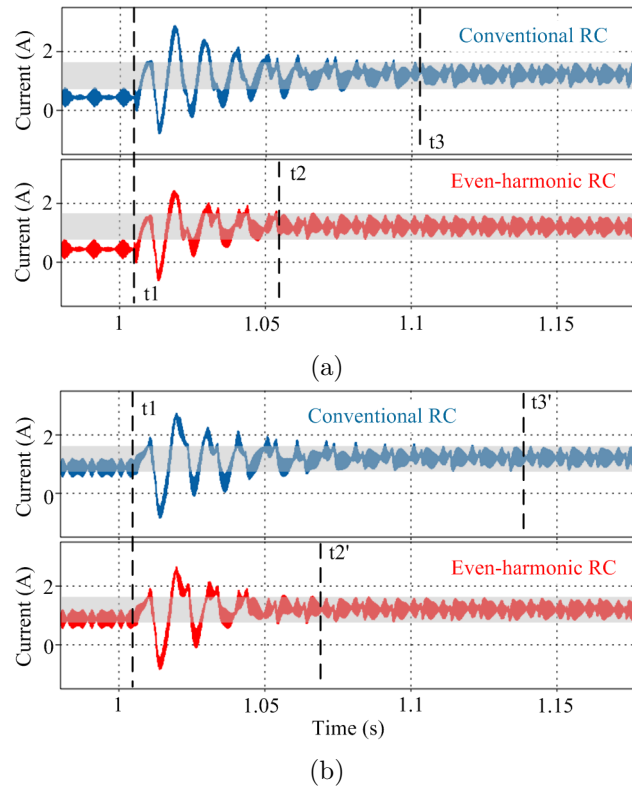 Current (A)
2
0
Conventional RC
t3
Current (A)
2
0
t2
Even-harmonic RC
t1
1
1.05
1.1
1.15
(a)
Current (A)
2
0
t1
Conventional RC
t3'
Current (A)
2
0
t2'
Even-harmonic RC
1
1.05
1.1
1.15
Time (s)
(b)